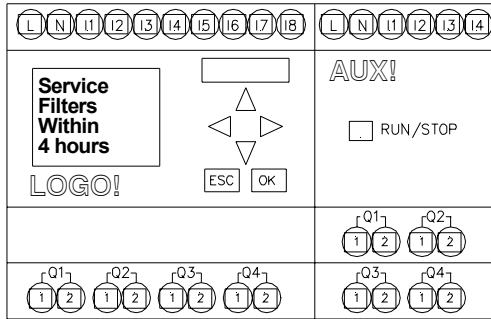 L N I1 I2 I3 I4 I5 I6 I7 I8
L N I1 I2 I3 I4
Service
Filters
Within
4 hours
LOGO!
ESC OK
AUX!
RUN/STOP
Q1 Q2
1 2 1 2
Q1 Q2 Q3 Q4
1 2 1 2 1 2 1 2
Q3 Q4
1 2 1 2